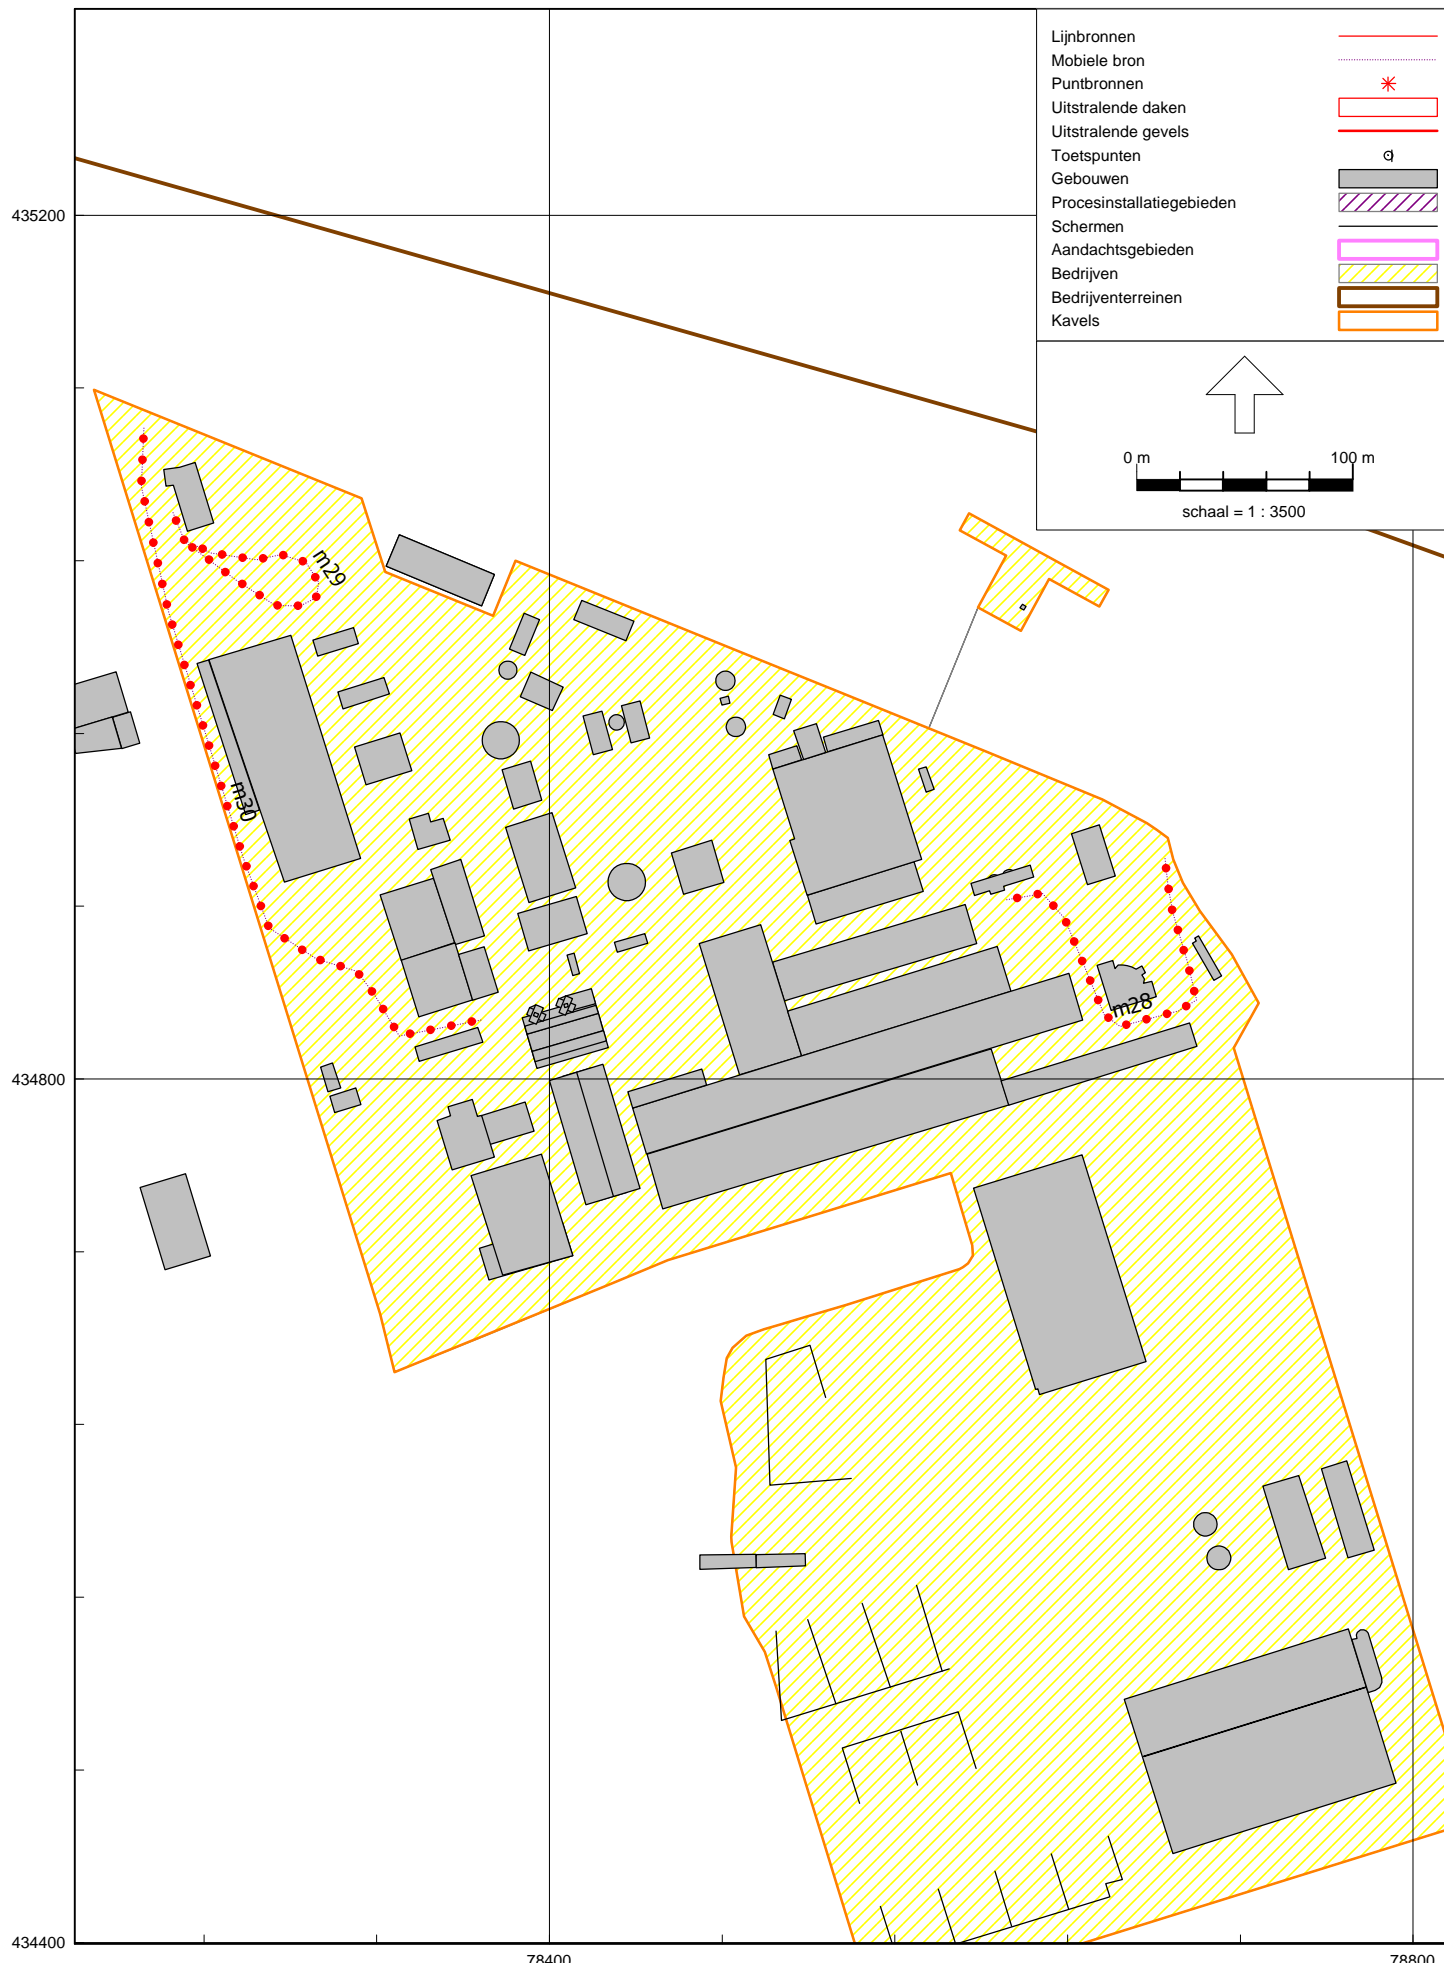 Lijnbronnen
Mobiele bron
Puntbronnen
Uitstralende daken
Uitstralende gevels
Toetspunten
Gebouwen
Procesinstallatiegebieden
Schermen
Aandachtsgebieden
Bedrijven
Bedrijventerreinen
Kavels
0 m 100 m
schaal = 1 : 3500
435200
m29
m30
m28
434800
434400
78400 78800